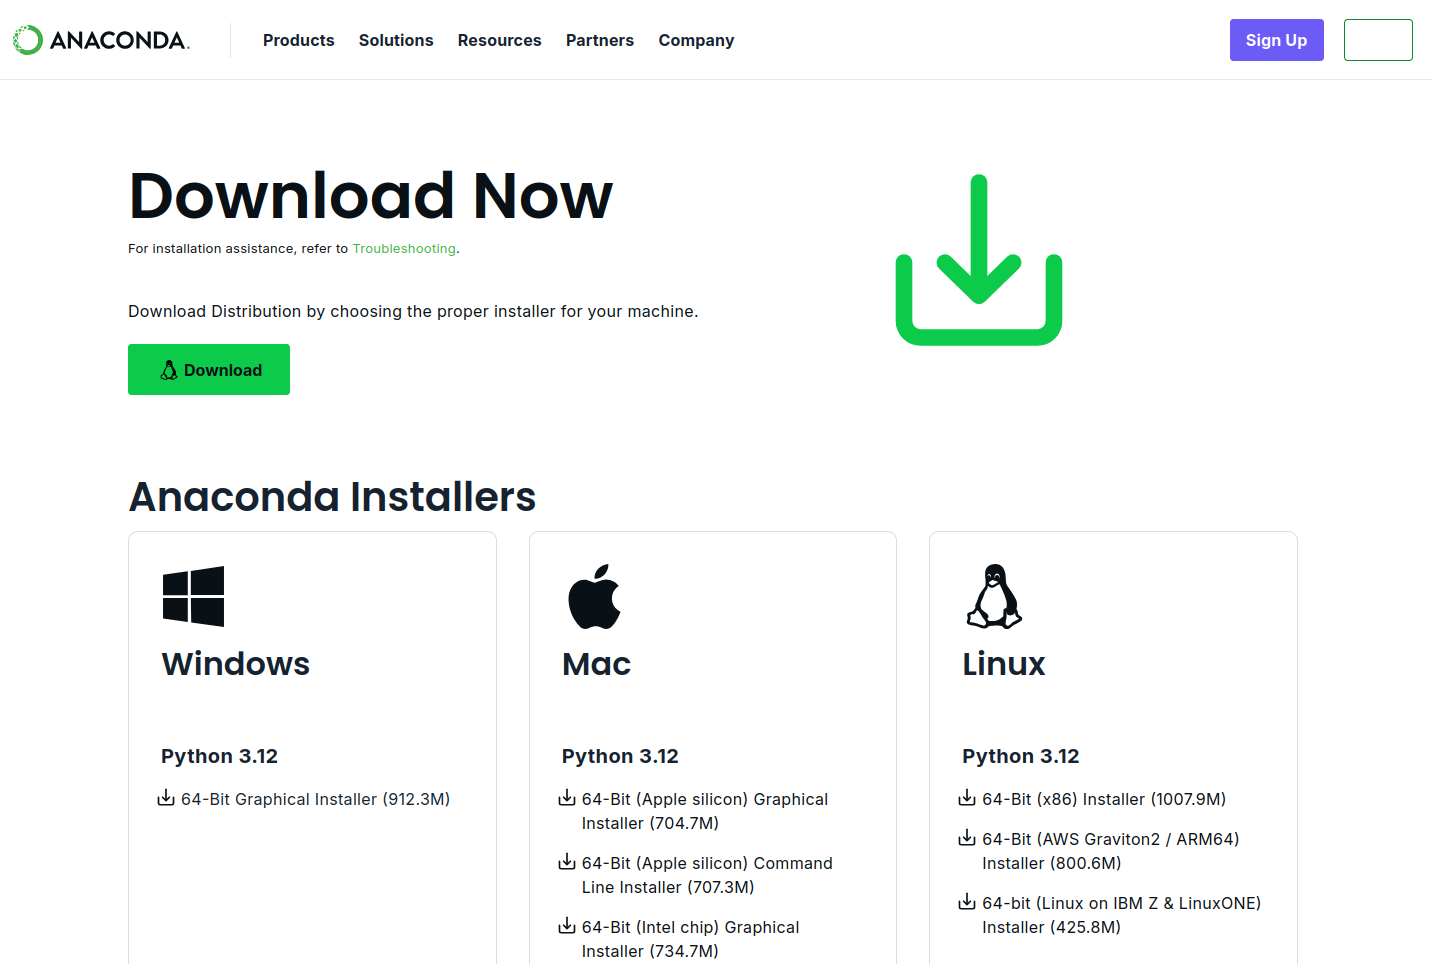 ANACONDA.
Products Solutions Resources Partners Company
Sign Up
Download Now
For installation assistance, refer to Troubleshooting.
Download Distribution by choosing the proper installer for your machine.
Download
Anaconda Installers
Windows
Python 3.12
64-Bit Graphical Installer (912.3M)
Mac
Python 3.12
64-Bit (Apple silicon) Graphical
Installer (704.7M)
64-Bit (Apple silicon) Command
Line Installer (707.3M)
64-Bit (Intel chip) Graphical
Installer (734.7M)
Linux
Python 3.12
64-Bit (x86) Installer (1007.9M)
64-Bit (AWS Graviton2 / ARM64)
Installer (800.6M)
64-bit (Linux on IBM Z & LinuxONE)
Installer (425.8M)